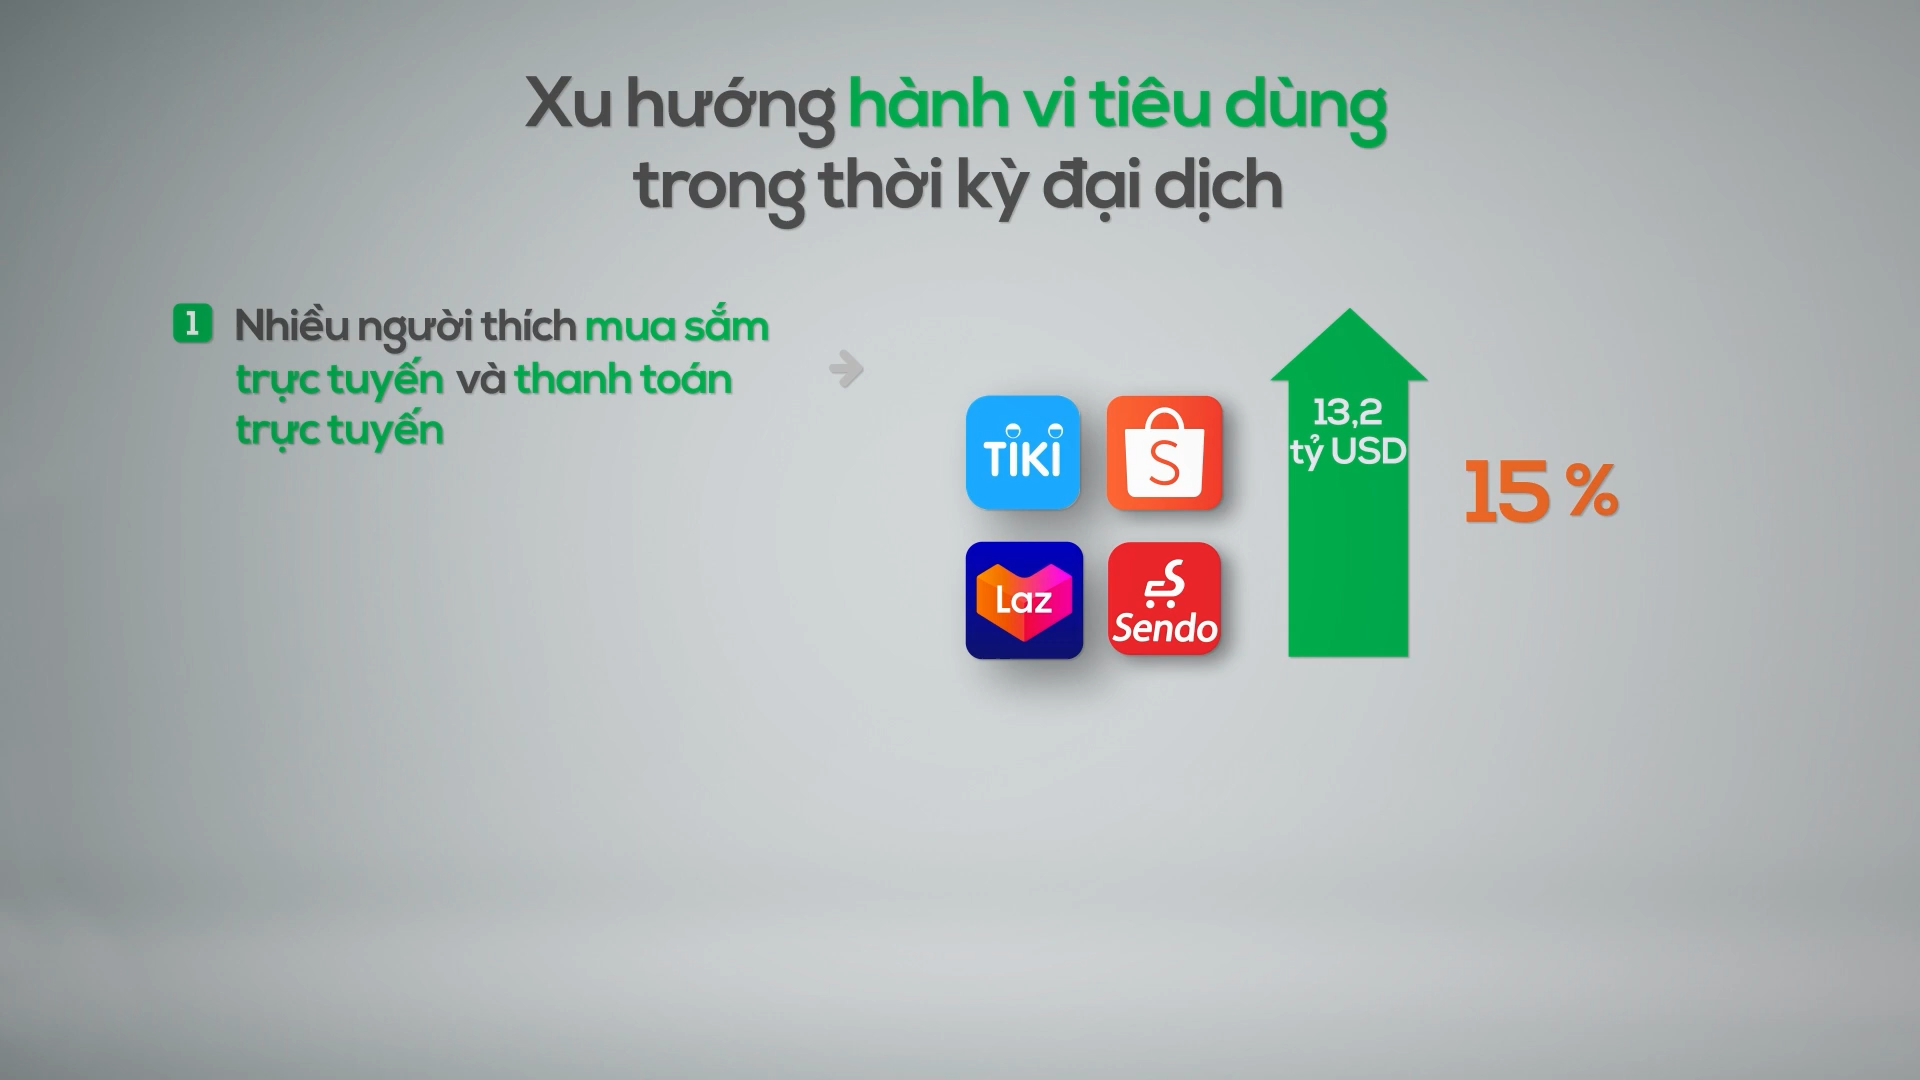 Xu hướng hành vi tiêu dùng
trong thời kỳ đại dịch
1 Nhiều người thích mua sắm
trực tuyến và thanh toán
trực tuyến
TIKI
S
Laz
S
Sendo
13,2
tỷ USD
15 %